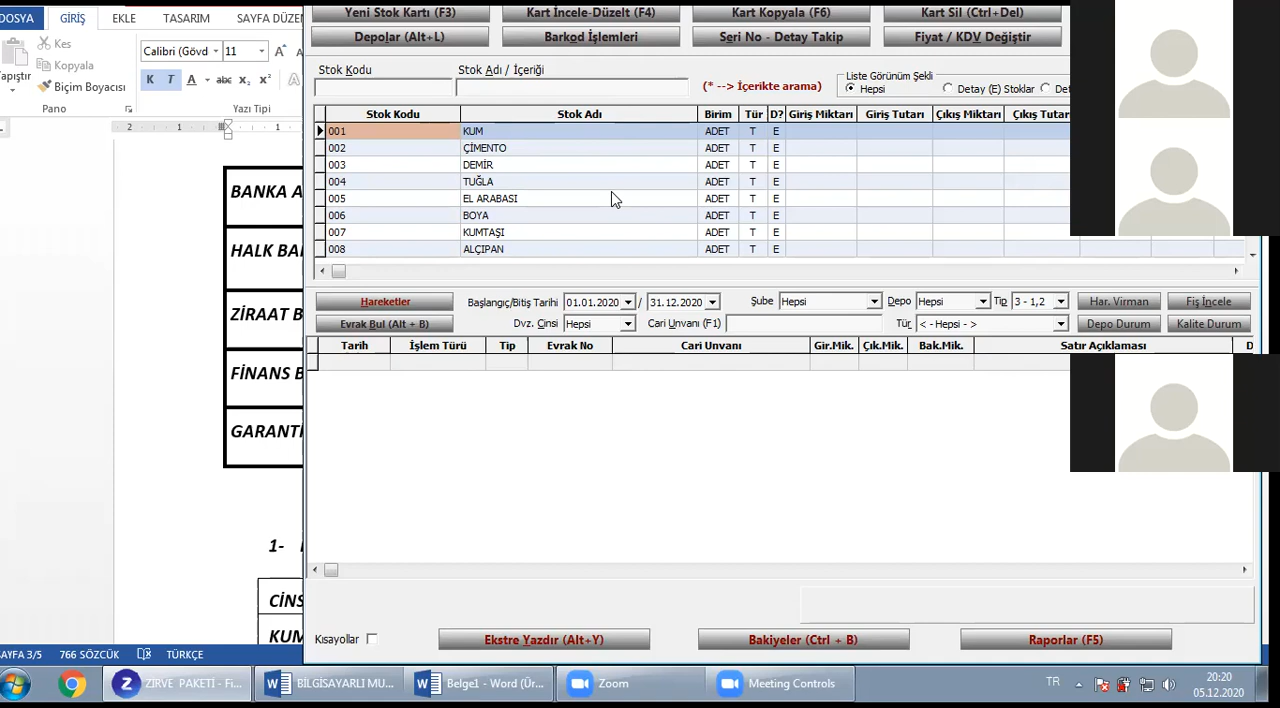 DOSYA GİRİŞ EKLE TASARIM SAYFA DÜZEN
Kes
Kopyala
Yapıştır
Biçim Boyacısı
Pano
Calibri (Gövd 11
K T A abc x₂ x² A
Yazı Tipi
2 1 1
BANKA A
HALK BA
ZİRAAT B
FİNANS B
GARANTİ
1-
CİNS
KUM
SAYFA 3/5 766 SÖZCÜK TÜRKÇE
Yeni Stok Kartı (F3) Kart İncele-Düzelt (F4) Kart Kopyala (F6) Kart Sil (Ctrl+Del)
Depolar (Alt+L) Barkod İşlemleri Seri No - Detay Takip Fiyat / KDV Değiştir
Stok Kodu Stok Adı / İçeriği
(* --> İçerikte arama)
Liste Görünüm Şekli
Hepsi Detay (E) Stoklar Det
Stok Kodu Stok Adı Birim Tür D? Giriş Miktarı Giriş Tutarı Çıkış Miktarı Çıkış Tutar
001 KUM ADET T E
002 ÇİMENTO ADET T E
003 DEMİR ADET T E
004 TUĞLA ADET T E
005 EL ARABASI ADET T E
006 BOYA ADET T E
007 KUMTAŞI ADET T E
008 ALÇIPAN ADET T E
Hareketler Başlangıç/Bitiş Tarihi 01.01.2020 / 31.12.2020 Şube Hepsi Depo Hepsi Tip 3 - 1,2 Har. Virman Fiş İncele
Evrak Bul (Alt + B) Dvz. Cinsi Hepsi Cari Unvanı (F1) Tür < - Hepsi - > Depo Durum Kalite Durum
Tarih İşlem Türü Tip Evrak No Cari Unvanı Gir.Mik. Çık.Mik. Bak.Mik. Satır Açıklaması D
Kısayollar Ekstre Yazdır (Alt+Y) Bakiyeler (Ctrl + B) Raporlar (F5)
Z ZİRVE PAKETİ - Fi... BİLGİSAYARLI MU... Belge1 - Word (Ür... Zoom Meeting Controls TR 20:20
05.12.2020